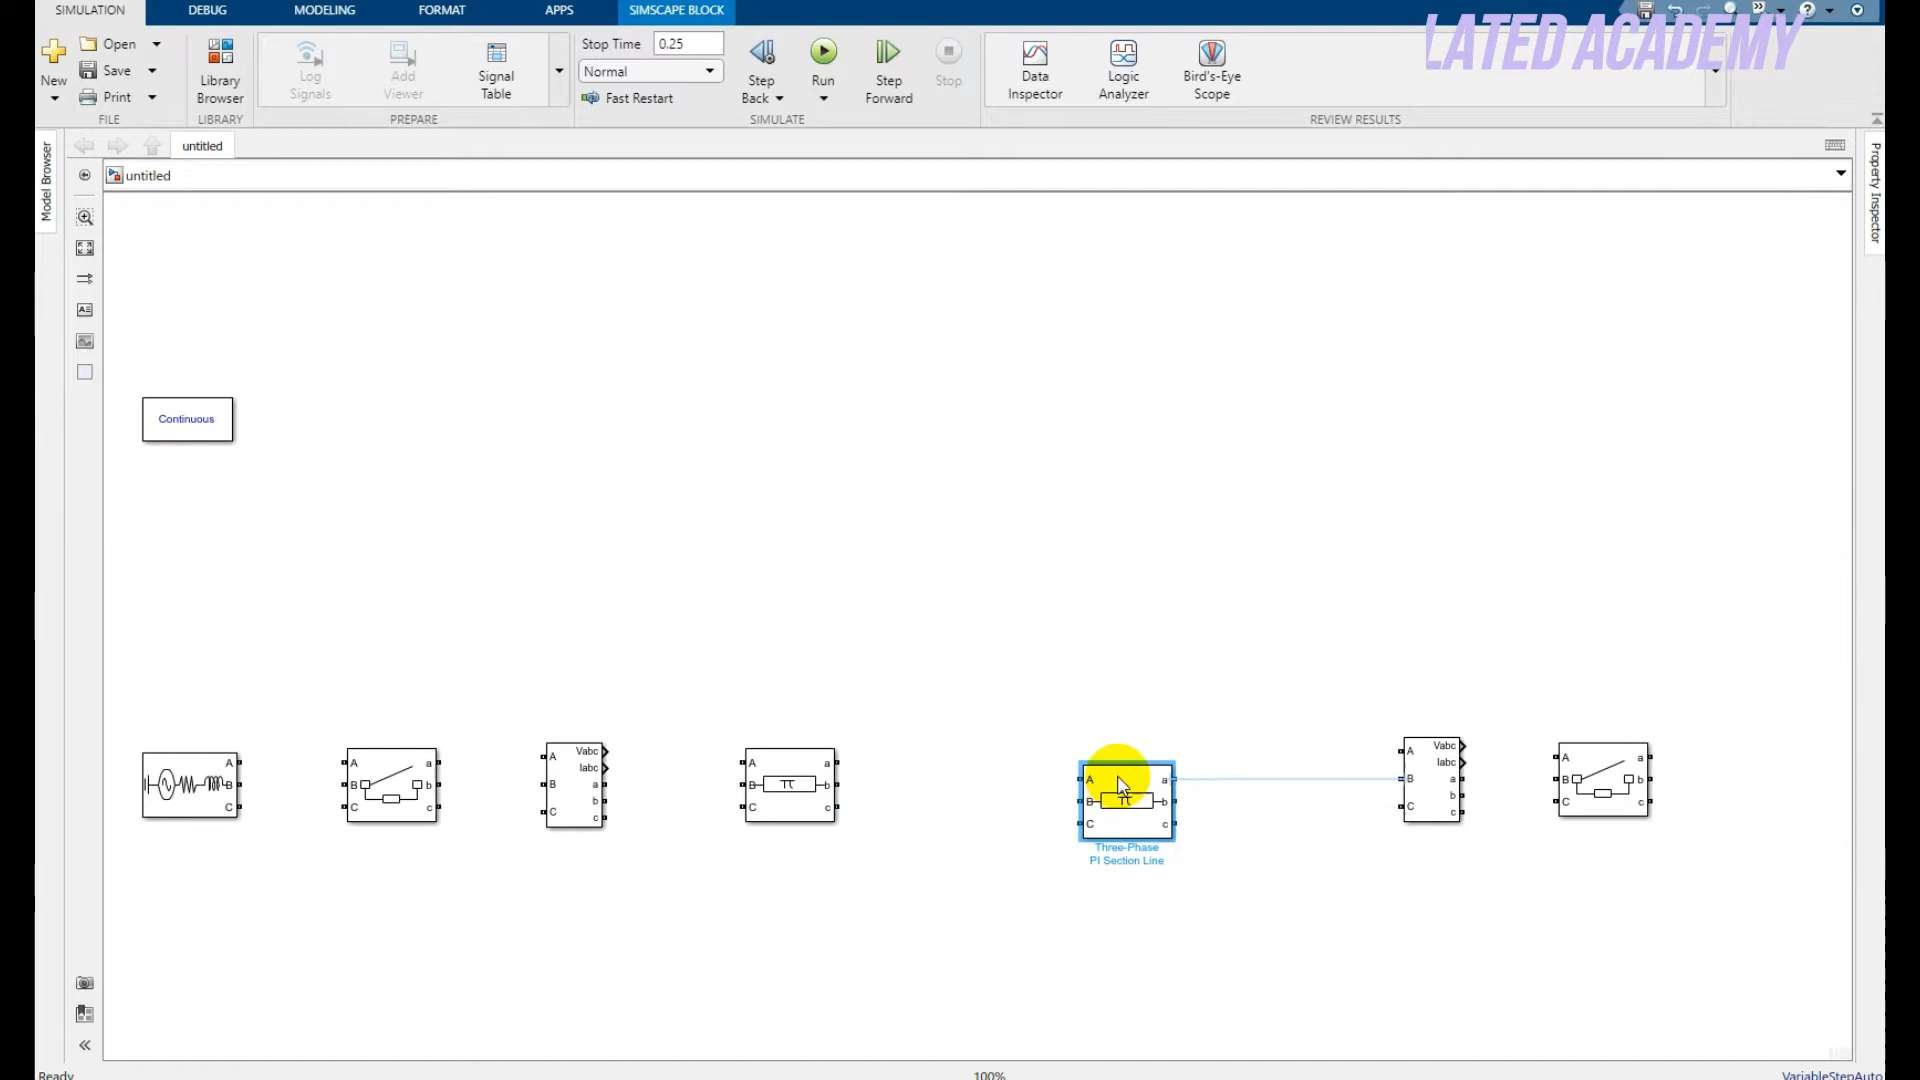 SIMULATION DEBUG MODELING FORMAT APPS SIMSCAPE BLOCK
LATED ACADEMY
New
Open
Save
Print
FILE
Library
Browser
LIBRARY
Log
Signals
Add
Viewer
Signal
Table
PREPARE
Stop Time 0.25
Normal
Fast Restart
Step
Back
Run
Step
Forward
Stop
SIMULATE
Data
Inspector
Logic
Analyzer
Bird's-Eye
Scope
REVIEW RESULTS
Model Browser
untitled
untitled
Property Inspector
Continuous
A
B
C
A a
B b
C c
Vabc
A
Iabc
B a
b
C
c
A a
B π b
C c
A a
B π b
C c
Three-Phase
PI Section Line
Vabc
A
Iabc
B a
b
C
c
A a
B b
C c
Ready
100%
VariableStepAuto